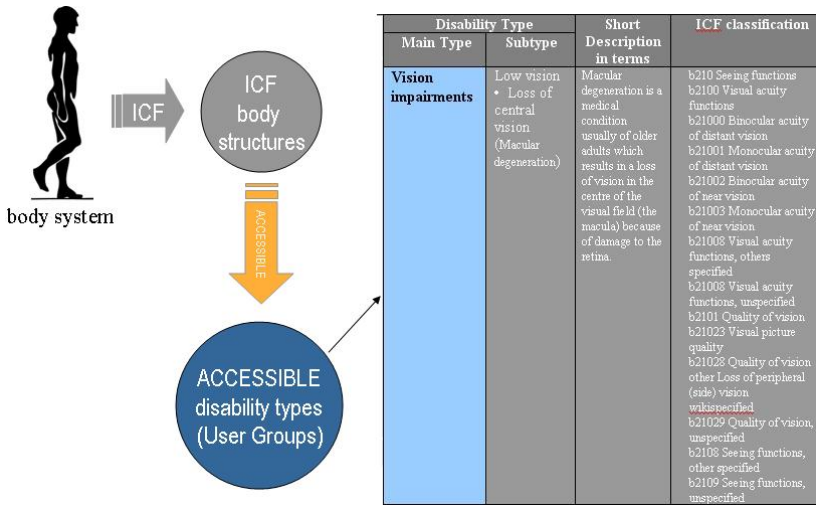 body system
ICF
ICF
body
structures
ACCESSIBLE
ACCESSIBLE
disability types
(User Groups)
Disability Type
Main Type
Subtype
Short
Description
in terms
ICF classification
Vision
impairments
Low vision
• Loss of
central
vision
(Macular
degeneration)
Macular
degeneration is a
medical
condition
usually of older
adults which
results in a loss
of vision in the
centre of the
visual field (the
macula) because
of damage to the
retina.
b210 Seeing functions
b2100 Visual acuity
functions
b21000 Binocular acuity
of distant vision
b21001 Monocular acuity
of distant vision
b21002 Binocular acuity
of near vision
b21003 Monocular acuity
of near vision
b21008 Visual acuity
functions, others
specified
b21008 Visual acuity
functions, unspecified
b2101 Quality of vision
b21023 Visual picture
quality
b21028 Quality of vision
other Loss of peripheral
(side) vision
wikispecified
b21029 Quality of vision,
unspecified
b2108 Seeing functions,
other specified
b2109 Seeing functions,
unspecified